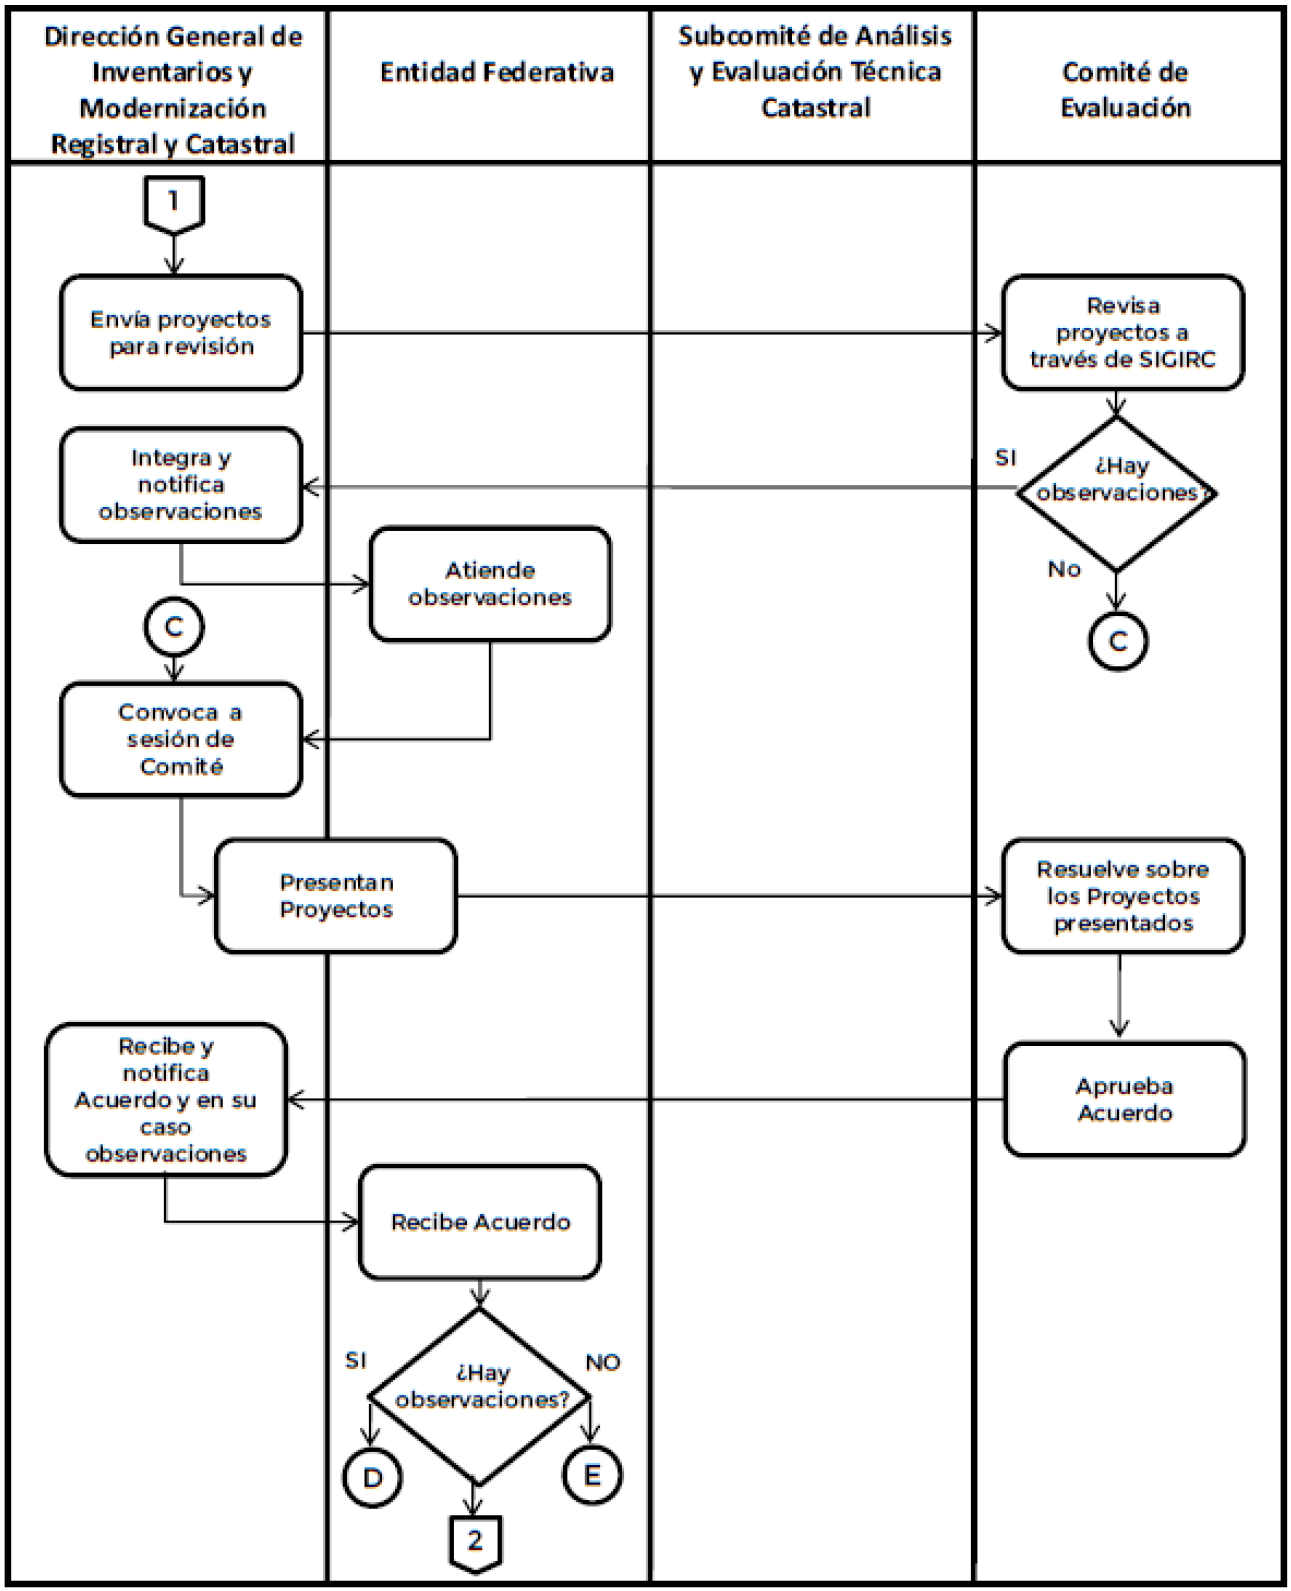 Dirección General de
Inventarios y
Modernización
Registral y Catastral
Entidad Federativa
Subcomité de Análisis
y Evaluación Técnica
Catastral
Comité de
Evaluación
1
Envía proyectos
para revisión
Revisa
proyectos a
través de SIGIRC
Integra y
notifica
observaciones
SI
¿Hay
observaciones?
No
C
Atiende
observaciones
C
Convoca a
sesión de
Comité
Presentan
Proyectos
Resuelve sobre
los Proyectos
presentados
Recibe y
notifica
Acuerdo y en su
caso
observaciones
Aprueba
Acuerdo
Recibe Acuerdo
SI
¿Hay
observaciones?
NO
D
E
2